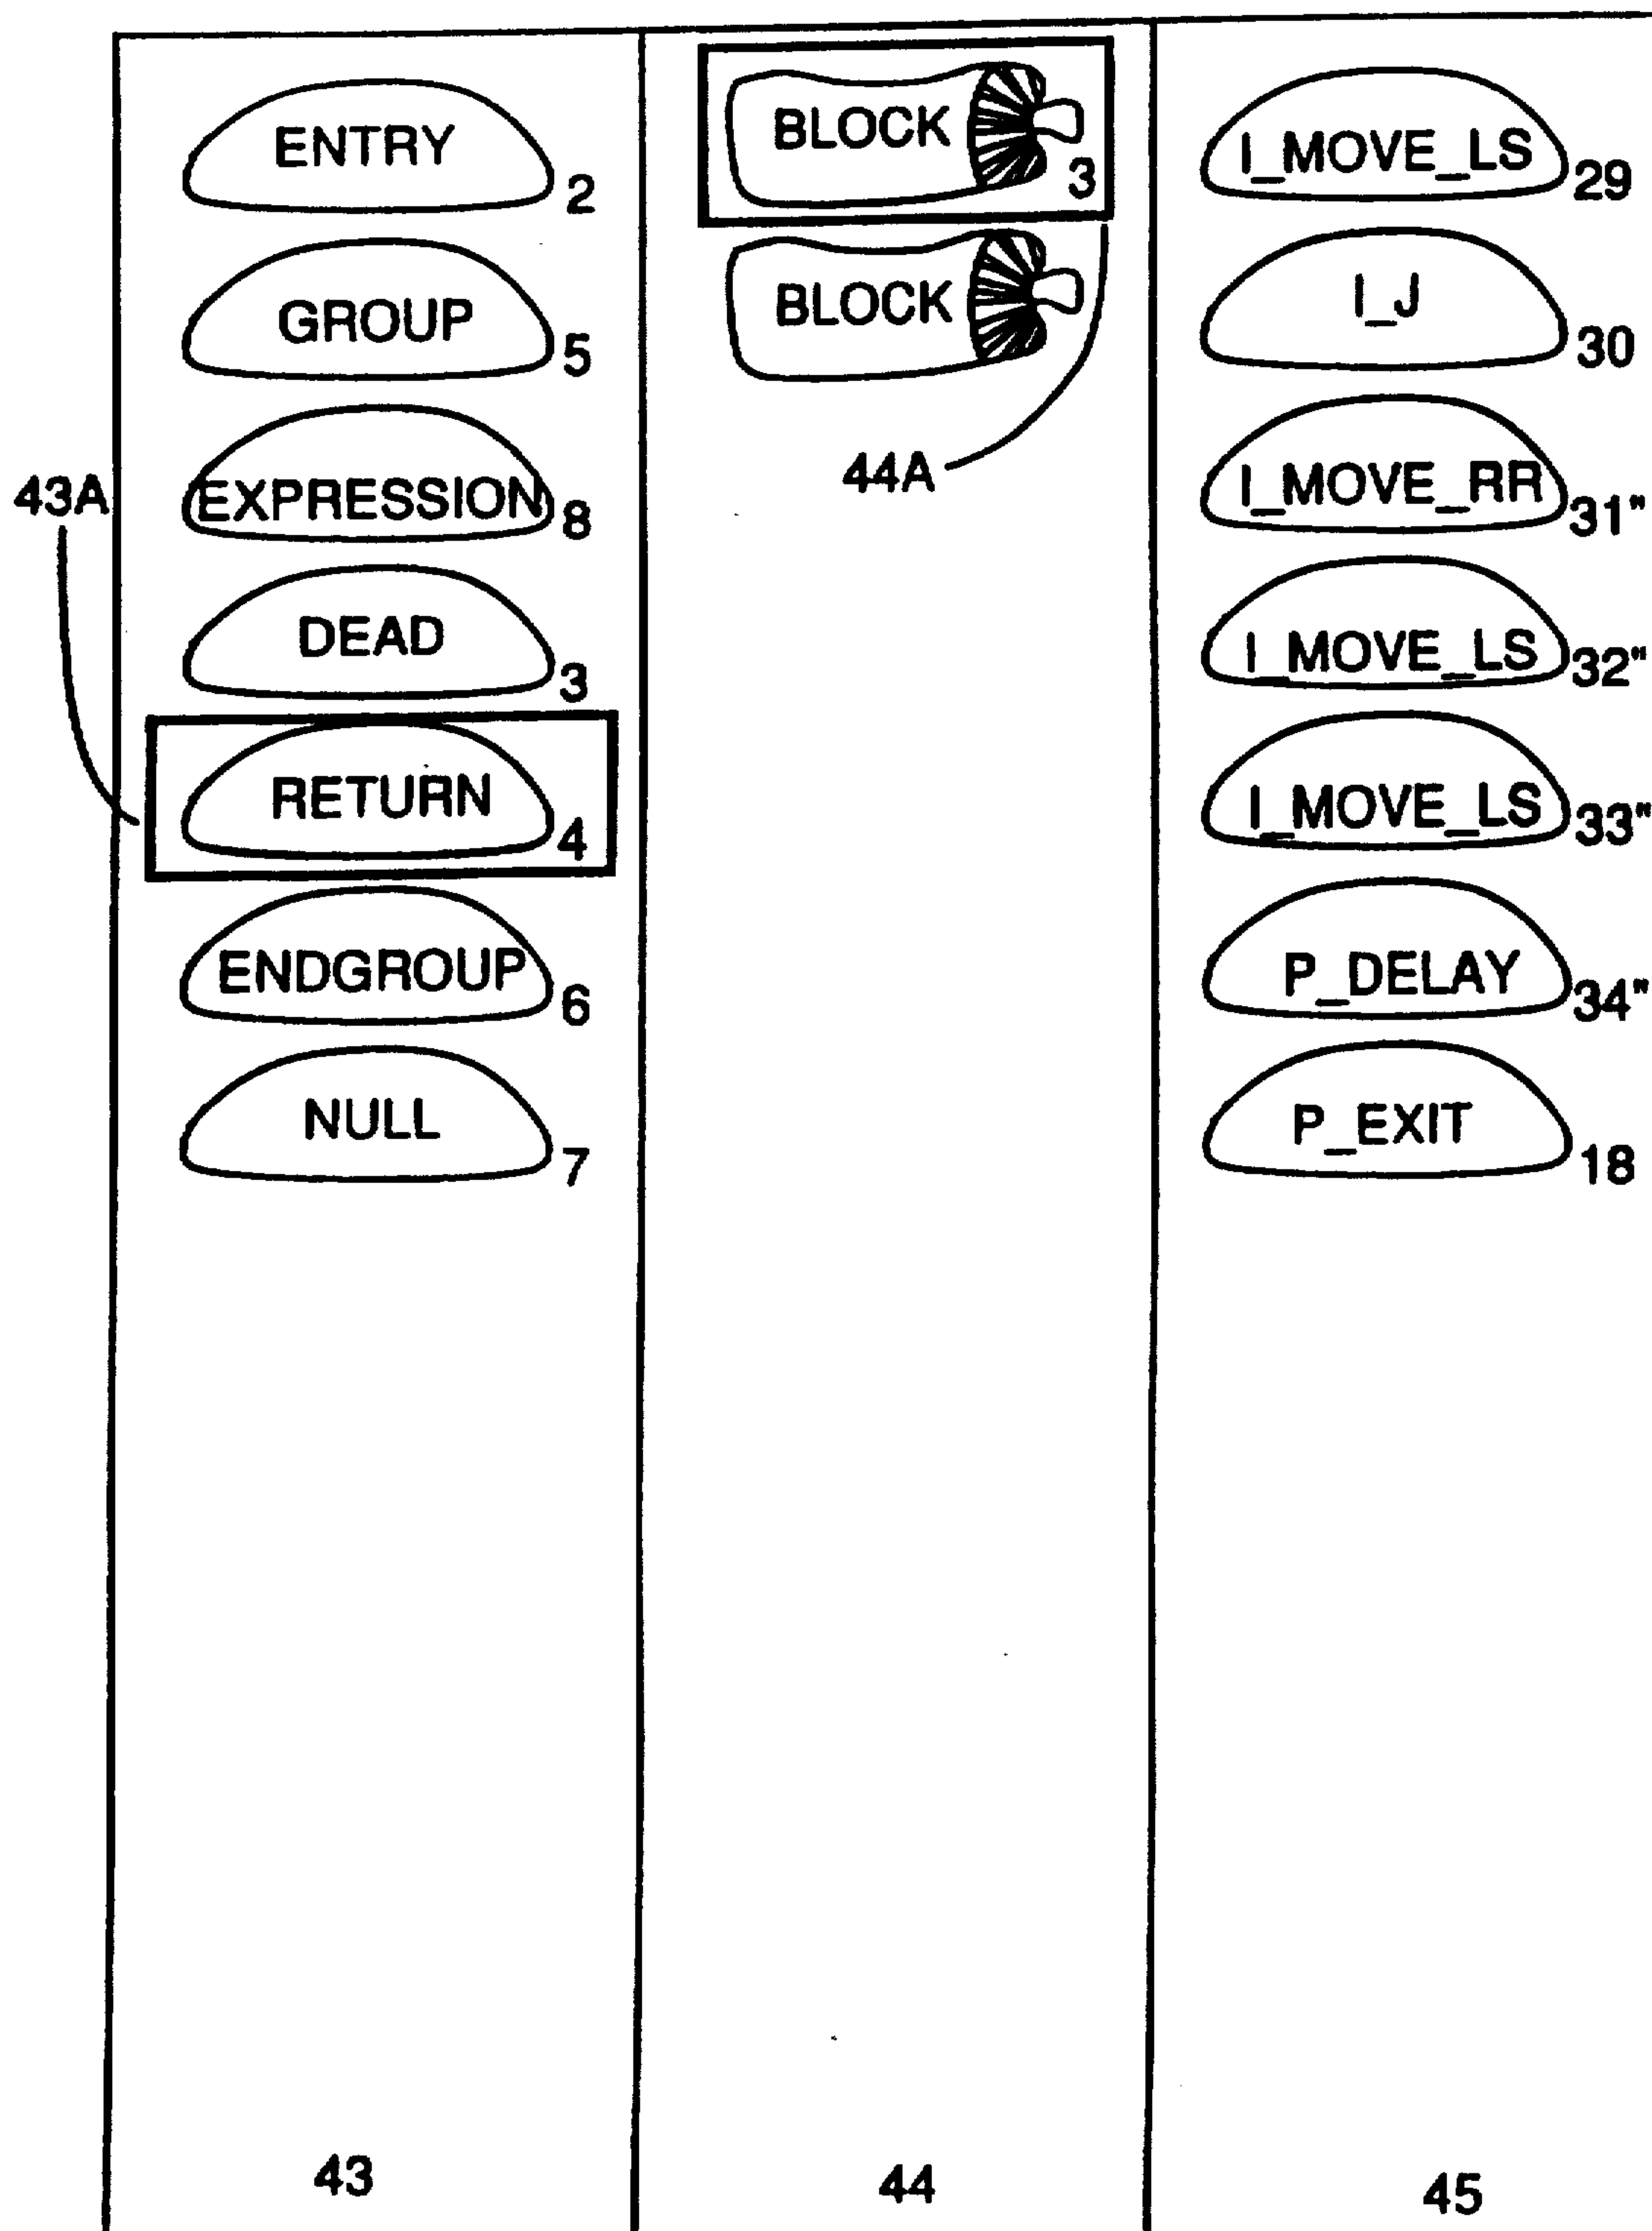 ENTRY 2
GROUP 5
EXPRESSION 8
43A
DEAD 3
RETURN 4
ENDGROUP 6
NULL 7
43
BLOCK 3
BLOCK
44A
44
I_MOVE_LS 29
I_J 30
I_MOVE_RR 31"
I_MOVE_LS 32"
I_MOVE_LS 33"
P_DELAY 34"
P_EXIT 18
45